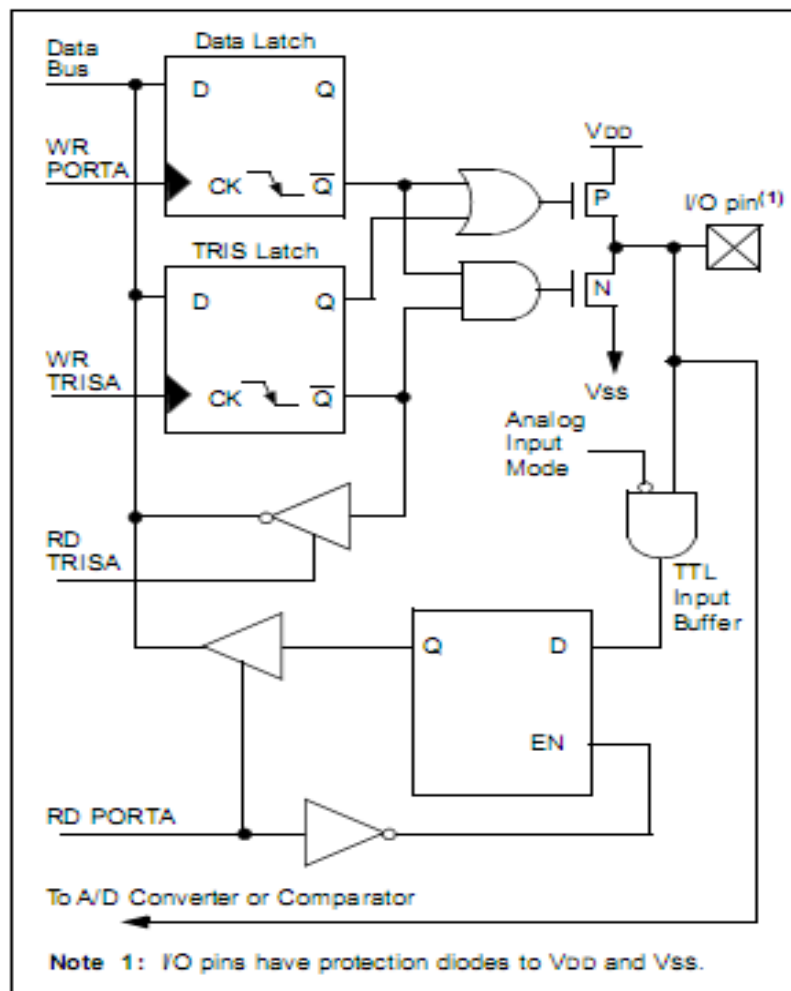 Data Latch
Data
Bus
D
Q
VDD
WR
PORTA
CK
Q
P
I/O pin(1)
TRIS Latch
D
Q
N
WR
TRISA
CK
Q
VSS
Analog
Input
Mode
RD
TRISA
TTL
Input
Buffer
Q
D
EN
RD PORTA
To A/D Converter or Comparator
Note 1: I/O pins have protection diodes to VDD and VSS.